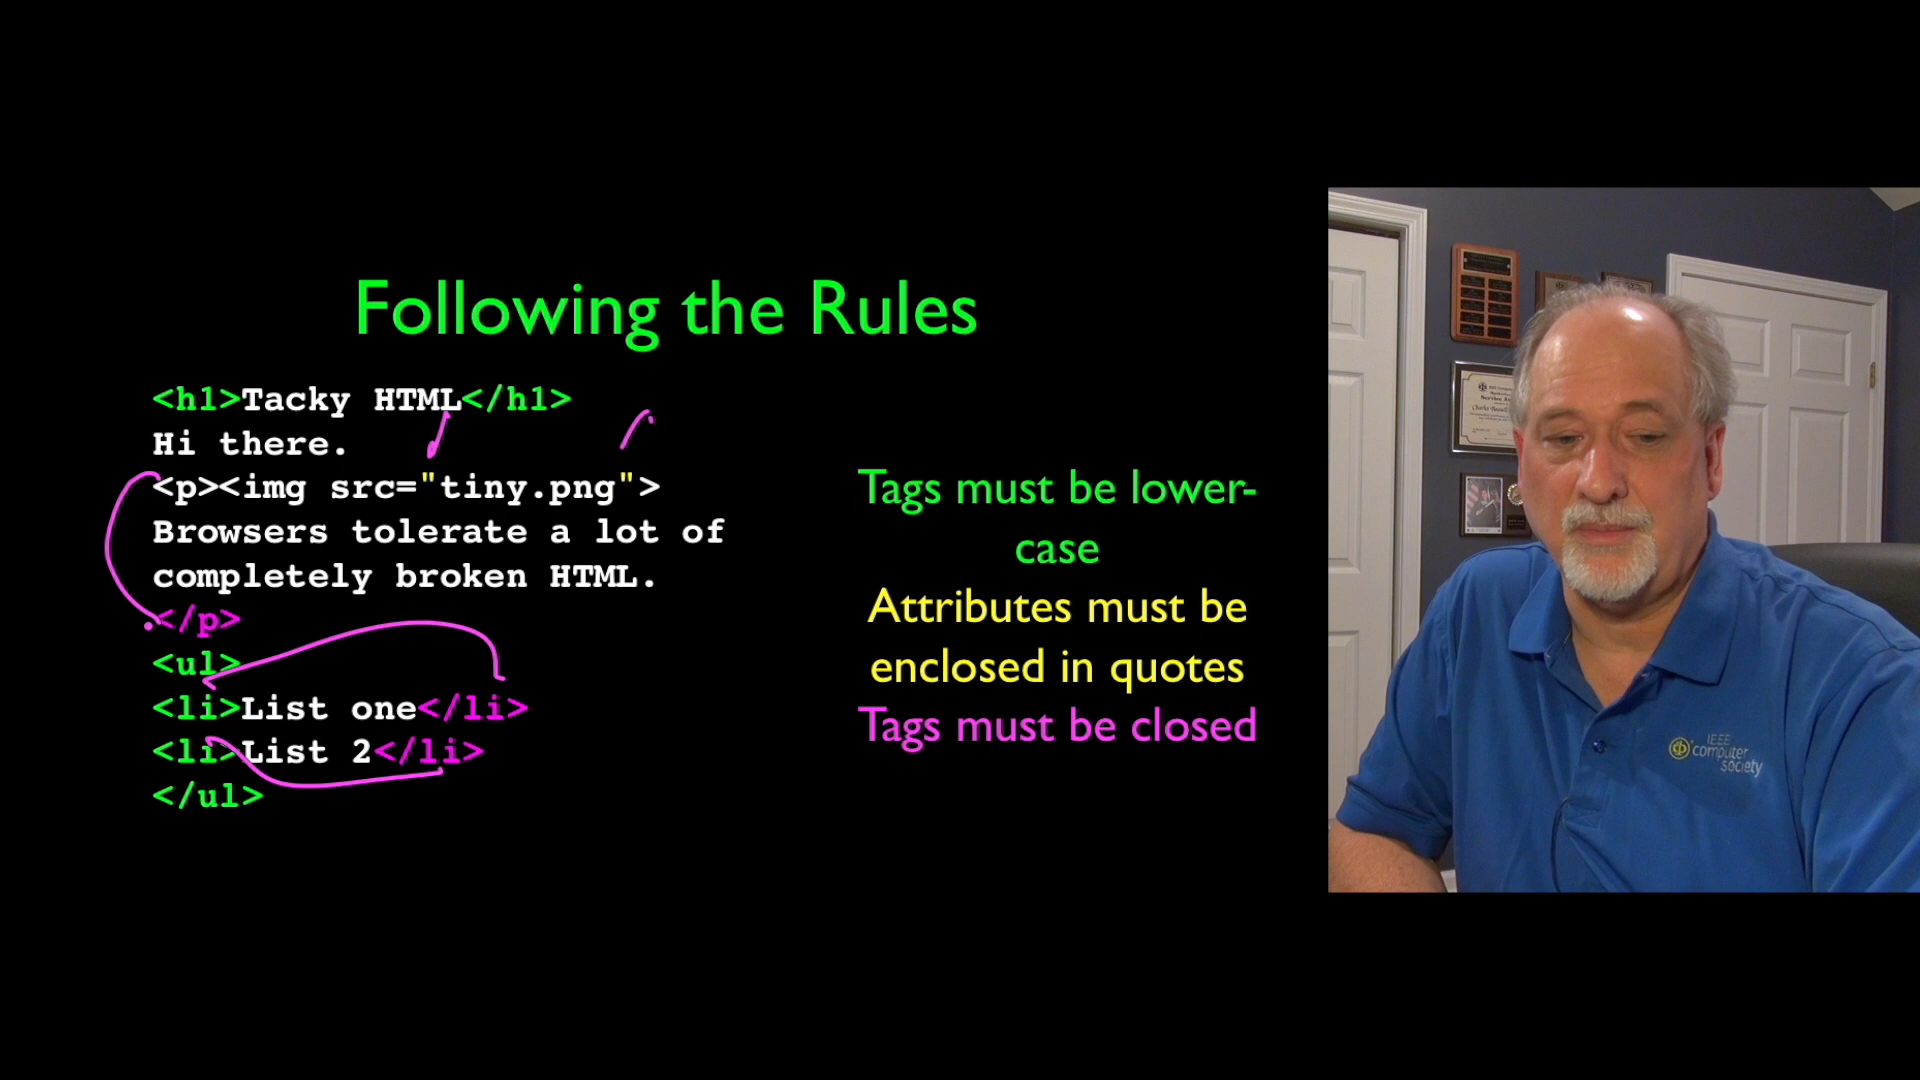 Following the Rules
<h1>Tacky HTML</h1>
Hi there.
<p><img src="tiny.png">
Browsers tolerate a lot of
completely broken HTML.
</p>
<ul>
<li>List one</li>
<li>List 2</li>
</ul>
Tags must be lower-
case
Attributes must be
enclosed in quotes
Tags must be closed
IEEE
computer
society